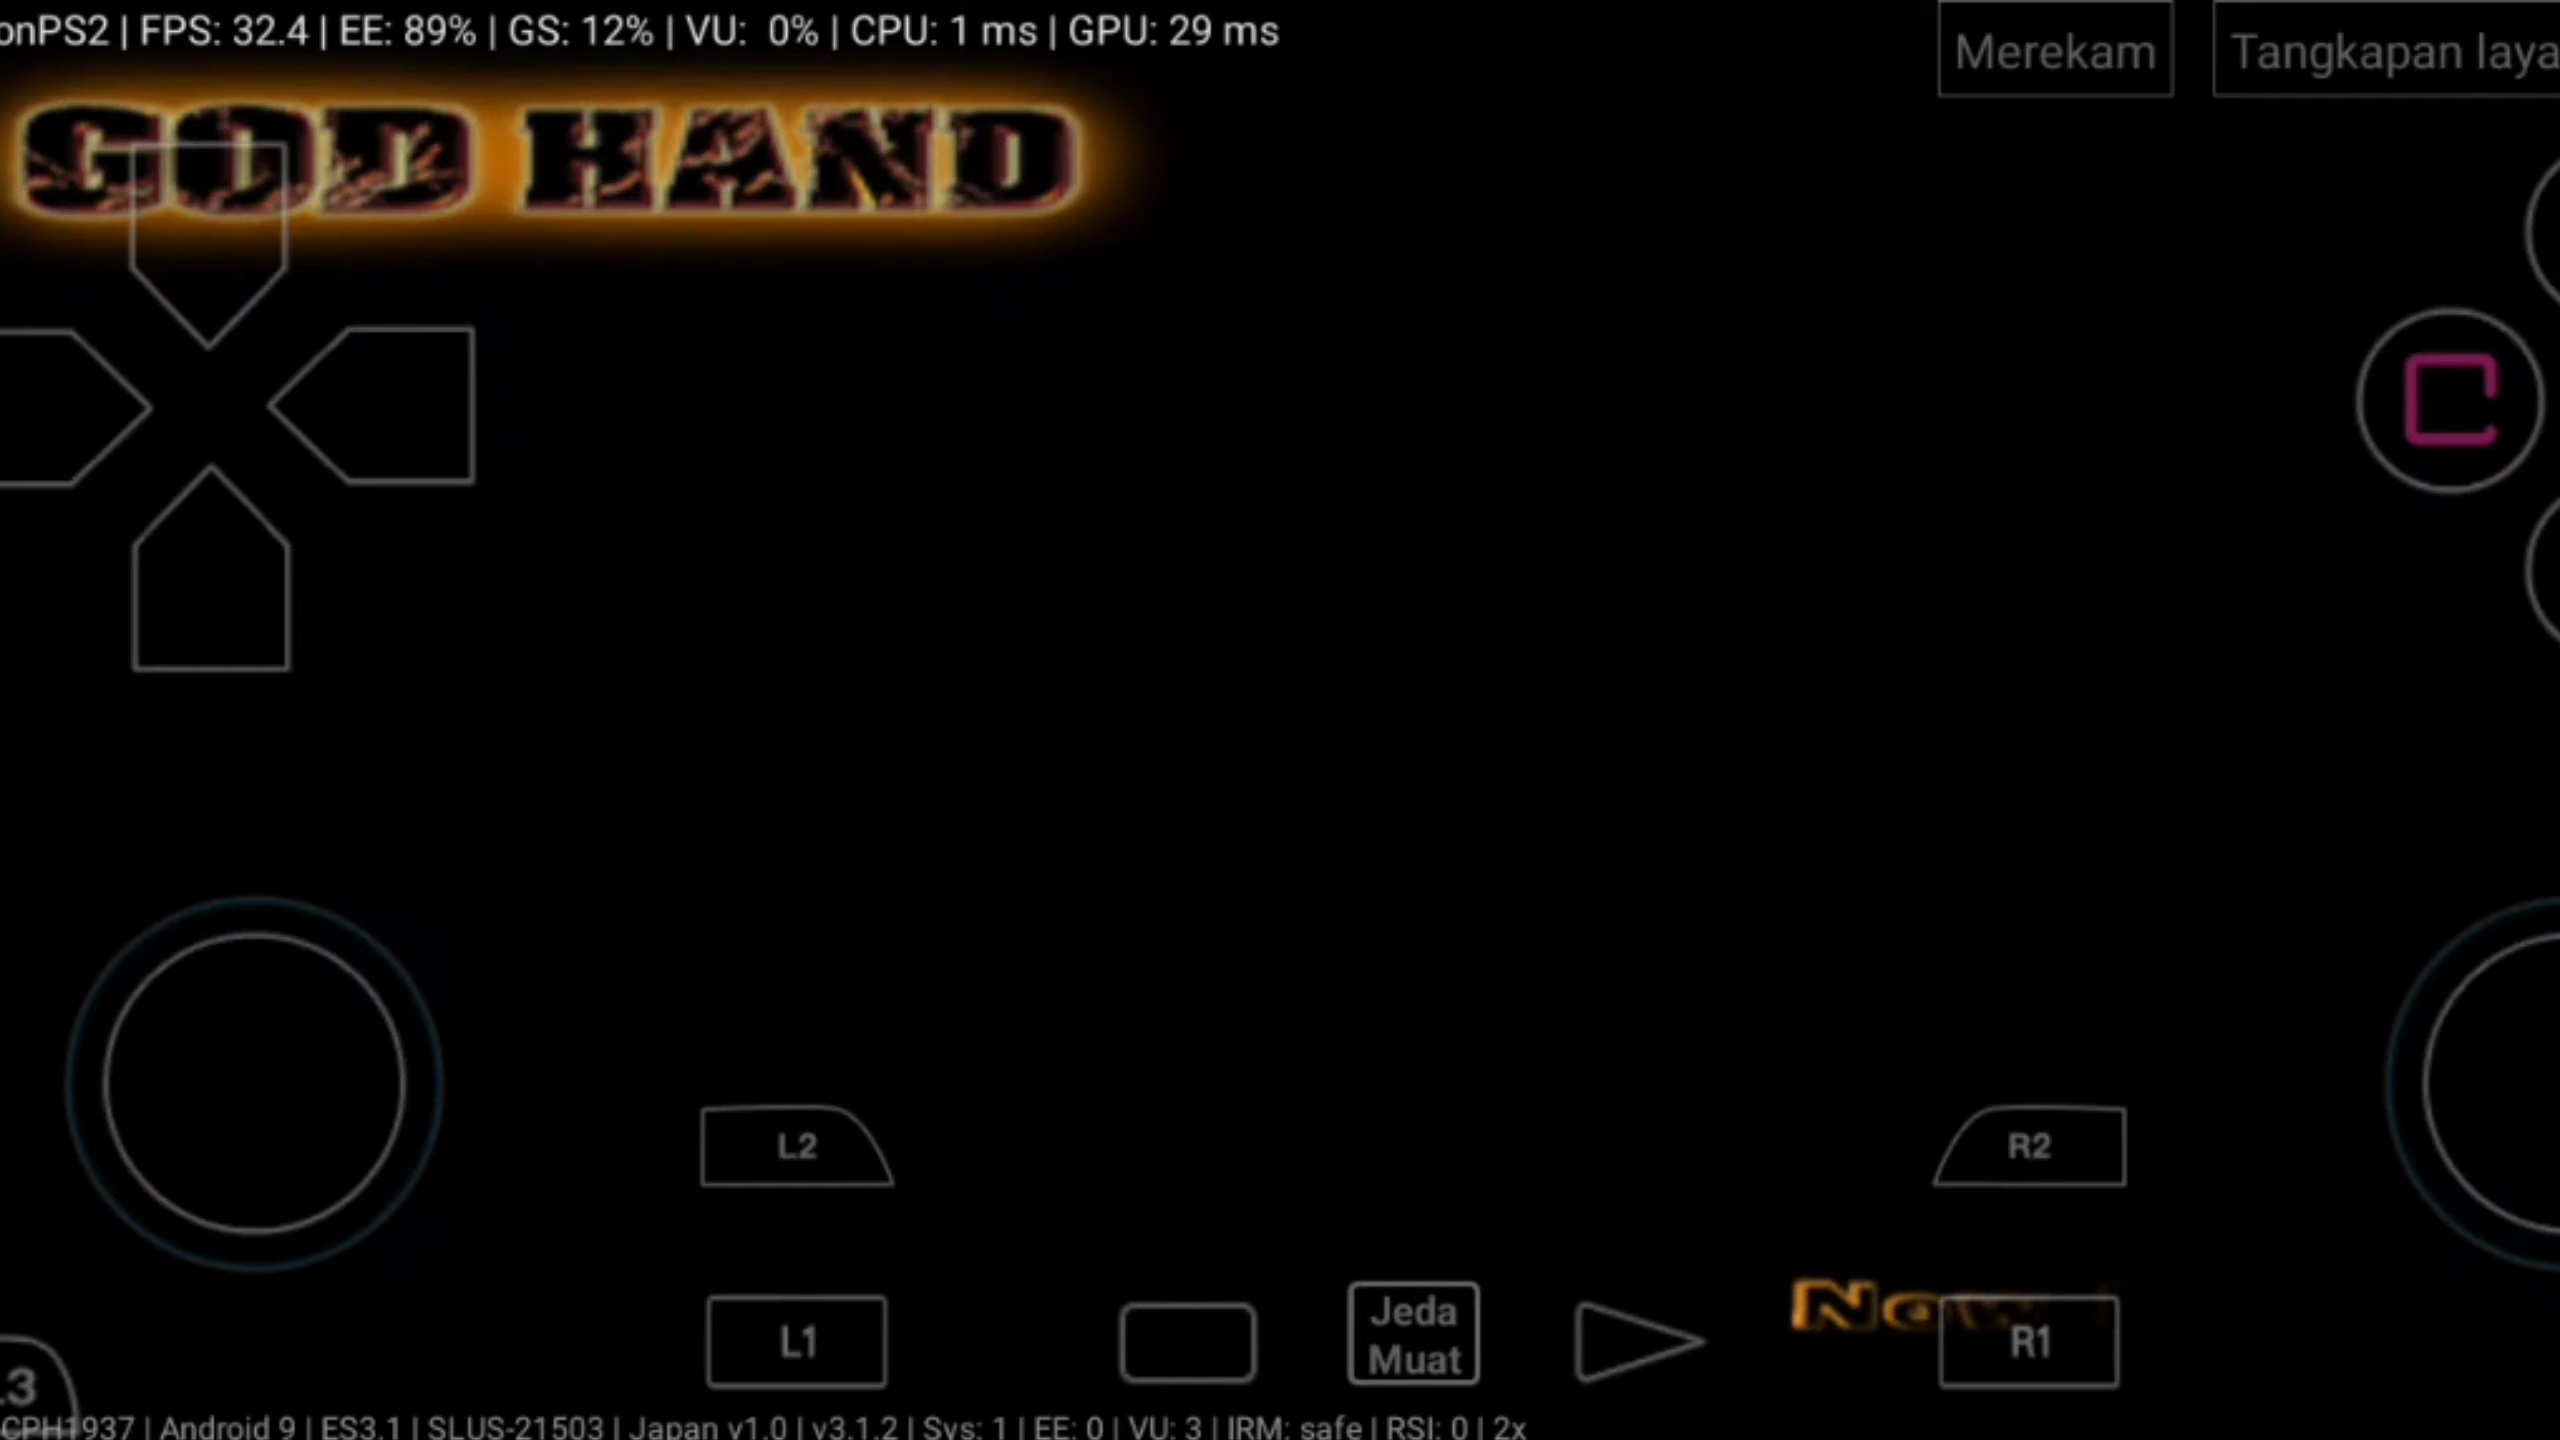 onPS2 | FPS: 32.4 | EE: 89% | GS: 12% | VU: 0% | CPU: 1 ms | GPU: 29 ms
Merekam
Tangkapan laya
GOD HAND
L2
R2
Now
L1
Jeda
Muat
R1
.3
CPH1937 | Android 9 | ES3.1 | SLUS-21503 | Japan v1.0 | v3.1.2 | Sys: 1 | EE: 0 | VU: 3 | IRM: safe | RSI: 0 | 2x